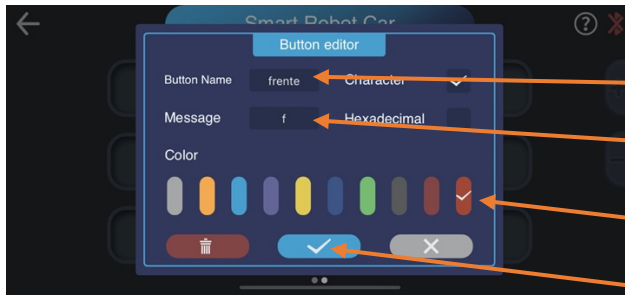 Smart Robot Car
Button editor
Button Name frente Character
Message f Hexadecimal
Color